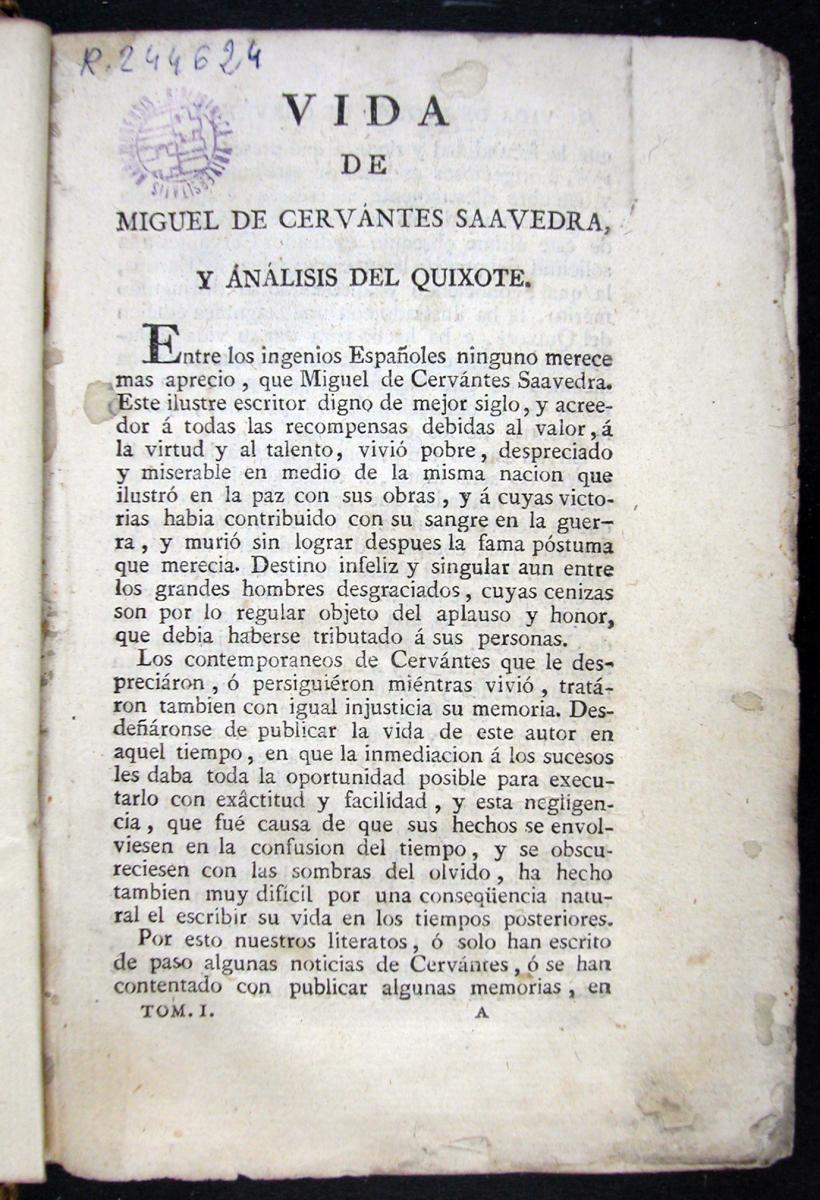 R. 244624
VIDA
DE
MIGUEL DE CERVÁNTES SAAVEDRA,
Y ÁNÁLISIS DEL QUIXOTE.
Entre los ingenios Españoles ninguno merece
mas aprecio, que Miguel de Cervántes Saavedra.
Este ilustre escritor digno de mejor siglo, y acree-
dor á todas las recompensas debidas al valor, á
la virtud y al talento, vivió pobre, despreciado
y miserable en medio de la misma nacion que
ilustró en la paz con sus obras, y á cuyas victo-
rias habia contribuido con su sangre en la guer-
ra, y murió sin lograr despues la fama póstuma
que merecia. Destino infeliz y singular aun entre
los grandes hombres desgraciados, cuyas cenizas
son por lo regular objeto del aplauso y honor,
que debia haberse tributado á sus personas.
Los contemporaneos de Cervántes que le des-
preciáron, ó persiguiéron miéntras vivió, tratá-
ron tambien con igual injusticia su memoria. Des-
deñáronse de publicar la vida de este autor en
aquel tiempo, en que la inmediacion á los sucesos
les daba toda la oportunidad posible para execu-
tarlo con exâctitud y facilidad, y esta negligen-
cia, que fué causa de que sus hechos se envol-
viesen en la confusion del tiempo, y se obscu-
reciesen con las sombras del olvido, ha hecho
tambien muy difícil por una conseqüencia natu-
ral el escribir su vida en los tiempos posteriores.
Por esto nuestros literatos, ó solo han escrito
de paso algunas noticias de Cervántes, ó se han
contentado con publicar algunas memorias, en
TOM. I. A